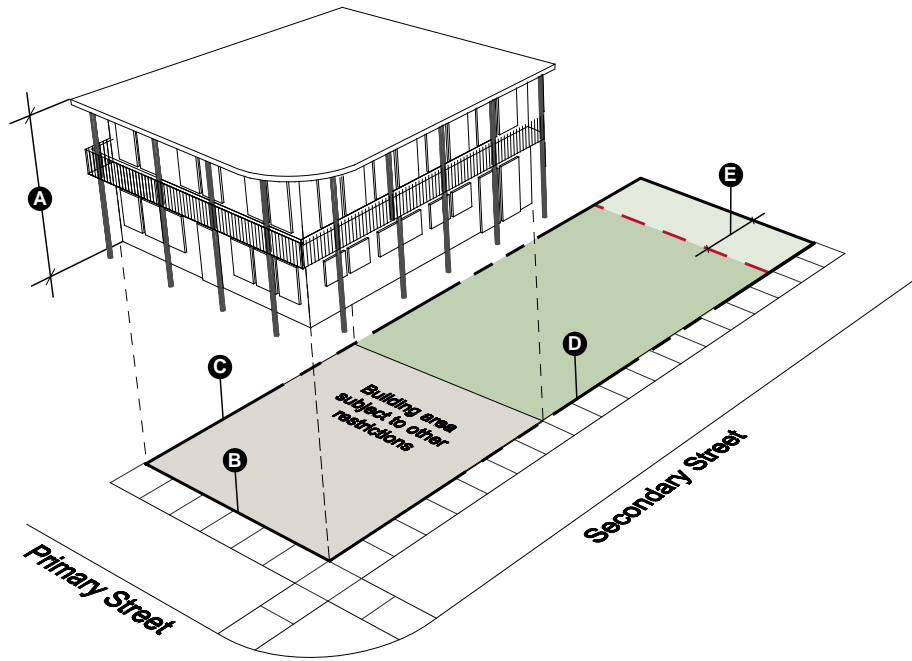 A
E
D
C
Building area
subject to other
restrictions
B
Secondary Street
Primary Street